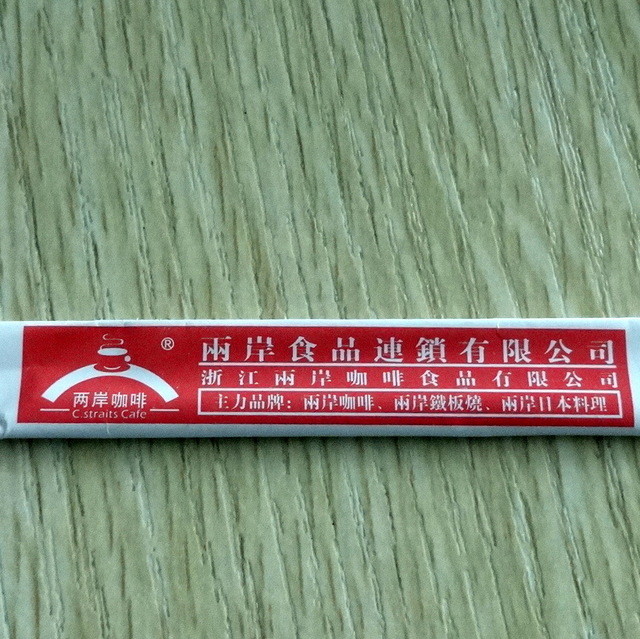 两岸咖啡
C.straits Cafe
®
兩岸食品連鎖有限公司
浙江兩岸咖啡食品有限公司
主力品牌：兩岸咖啡、兩岸鐵板燒、兩岸日本料理